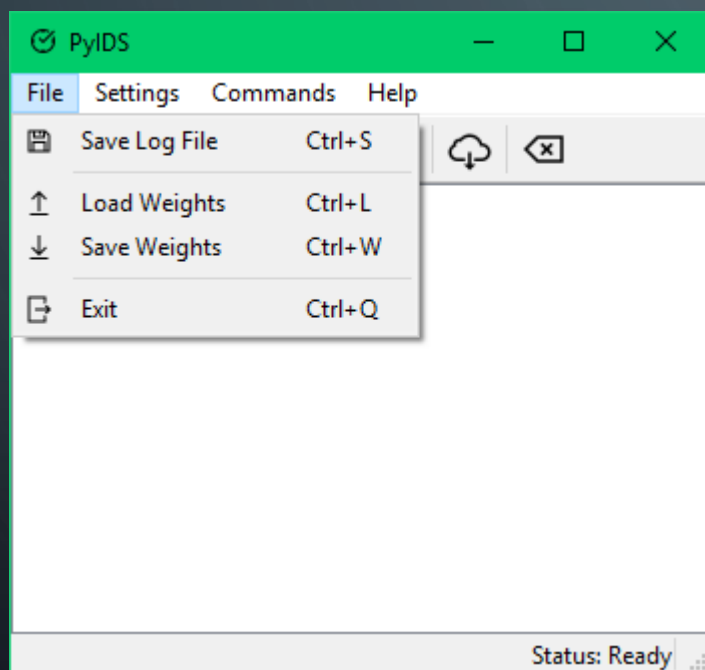 PyIDS
File Settings Commands Help
Save Log File Ctrl+S
Load Weights Ctrl+L
Save Weights Ctrl+W
Exit Ctrl+Q
Status: Ready